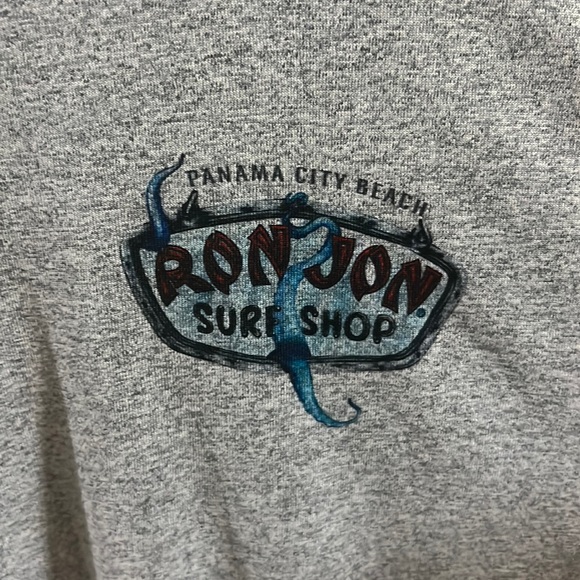 PANAMA CITY BEACH
RON JON®
SURF SHOP